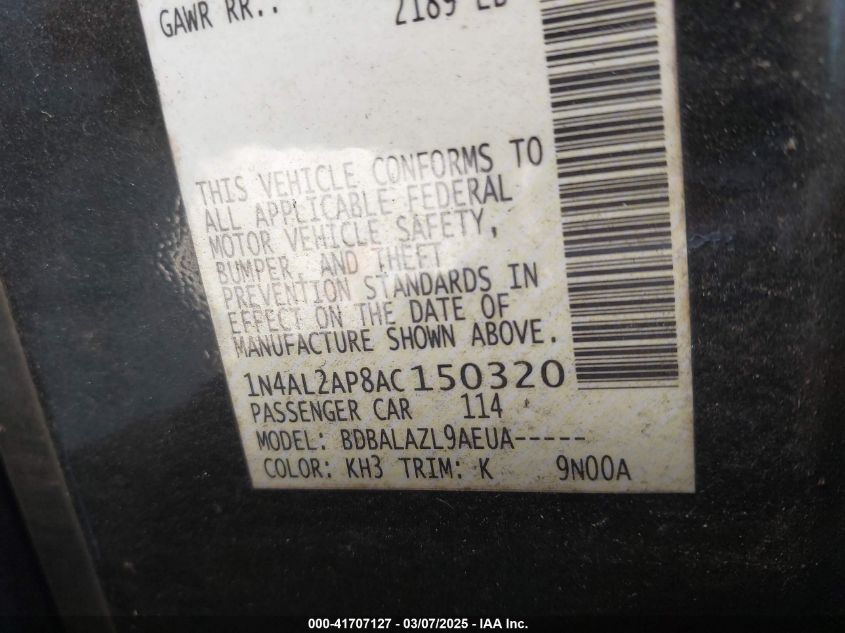 GAWR RR.: 2189 LB
THIS VEHICLE CONFORMS TO
ALL APPLICABLE FEDERAL
MOTOR VEHICLE SAFETY,
BUMPER, AND THEFT
PREVENTION STANDARDS IN
EFFECT ON THE DATE OF
MANUFACTURE SHOWN ABOVE.
1N4AL2AP8AC150320
PASSENGER CAR 114
MODEL: BDBALAZL9AEUA-----
COLOR: KH3 TRIM: K 9N00A
000-41707127 - 03/07/2025 - IAA Inc.